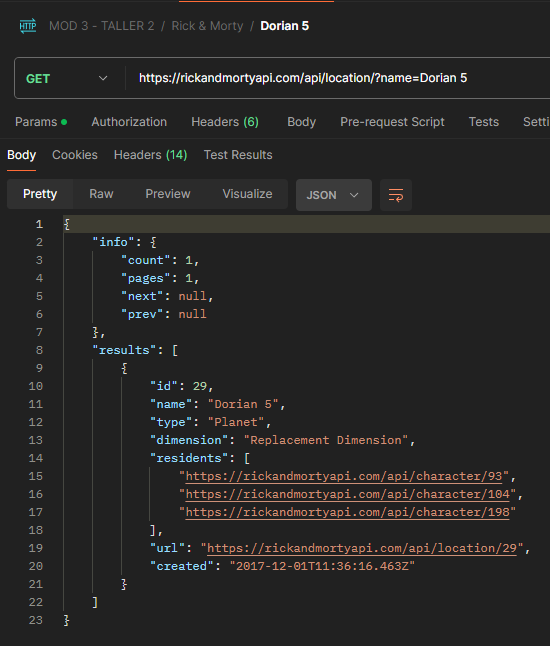 HTTP MOD 3 - TALLER 2 / Rick & Morty / Dorian 5
GET https://rickandmortyapi.com/api/location/?name=Dorian 5
Params Authorization Headers (6) Body Pre-request Script Tests Setti
Body Cookies Headers (14) Test Results
Pretty Raw Preview Visualize JSON
1 {
2 "info": {
3 "count": 1,
4 "pages": 1,
5 "next": null,
6 "prev": null
7 },
8 "results": [
9 {
10 "id": 29,
11 "name": "Dorian 5",
12 "type": "Planet",
13 "dimension": "Replacement Dimension",
14 "residents": [
15 "https://rickandmortyapi.com/api/character/93",
16 "https://rickandmortyapi.com/api/character/104",
17 "https://rickandmortyapi.com/api/character/198"
18 ],
19 "url": "https://rickandmortyapi.com/api/location/29",
20 "created": "2017-12-01T11:36:16.463Z"
21 }
22 ]
23 }